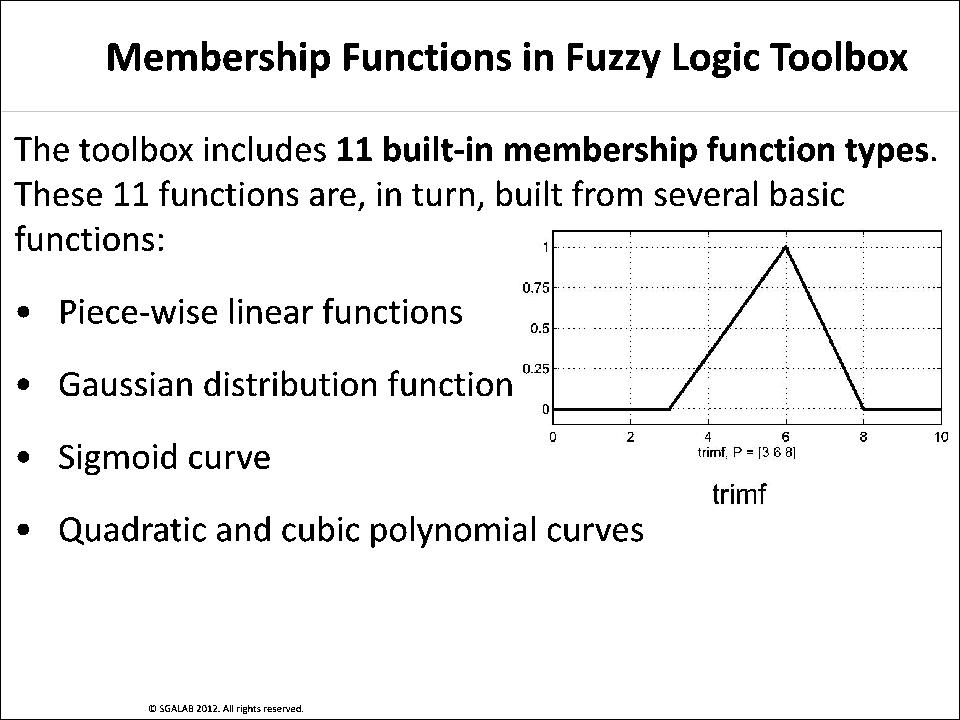 Membership Functions in Fuzzy Logic Toolbox
The toolbox includes 11 built-in membership function types.
These 11 functions are, in turn, built from several basic
functions:
• Piece-wise linear functions
• Gaussian distribution function
• Sigmoid curve
• Quadratic and cubic polynomial curves
1
0.75
0.5
0.25
0
0 2 4 6 8 10
trimf, P = [3 6 8]
trimf
© SGALAB 2012. All rights reserved.